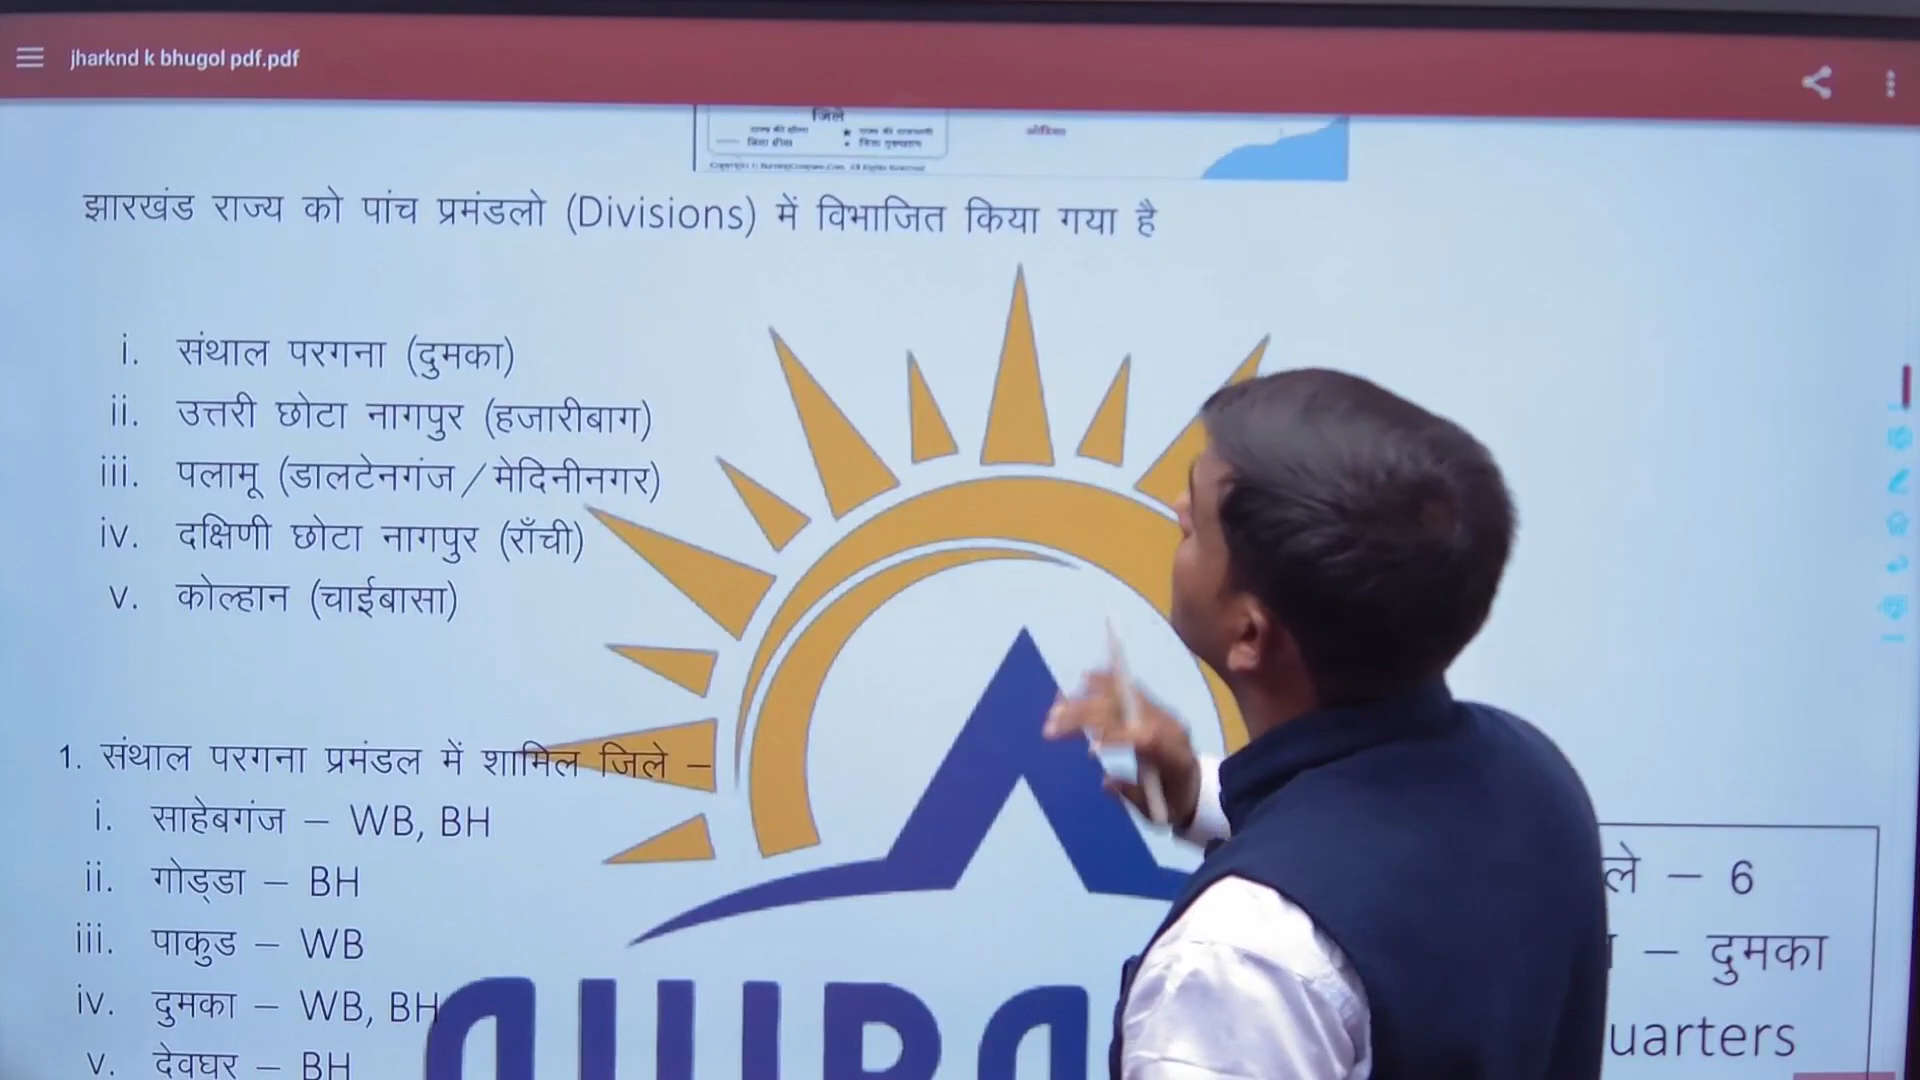 jharknd k bhugol pdf.pdf
जिले
ओडिशा
झारखंड राज्य को पांच प्रमंडलो (Divisions) में विभाजित किया गया है
i. संथाल परगना (दुमका)
ii. उत्तरी छोटा नागपुर (हजारीबाग)
iii. पलामू (डालटेनगंज/मेदिनीनगर)
iv. दक्षिणी छोटा नागपुर (राँची)
v. कोल्हान (चाईबासा)
1. संथाल परगना प्रमंडल में शामिल जिले –
i. साहेबगंज – WB, BH
ii. गोड्डा – BH
iii. पाकुड – WB
iv. दुमका – WB, BH
v. देवघर – BH
– 6
– दुमका